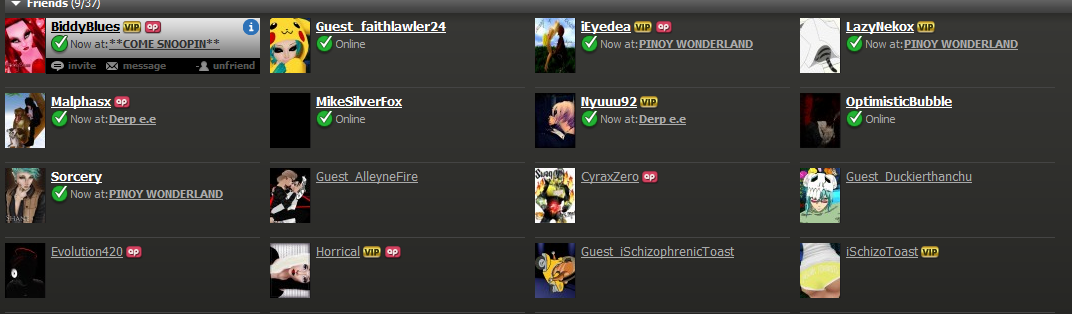 Friends (9/37)
BiddyBlues VIP ap
Now at: **COME SNOOPIN**
invite message unfriend
Guest_faithlawler24
Online
iEyedea VIP
Now at: PINOY WONDERLAND
LazyNekox VIP
Now at: PINOY WONDERLAND
Malphasx ap
Now at: Derp e.e
MikeSilverFox
Online
Nyuuu92 VIP
Now at: Derp e.e
OptimisticBubble
Online
Sorcery
Now at: PINOY WONDERLAND
Guest_AlleyneFire
CyraxZero ap
Guest_Duckierthanchu
Evolution420 ap
Horrical VIP ap
Guest_iSchizophrenicToast
iSchizoToast VIP